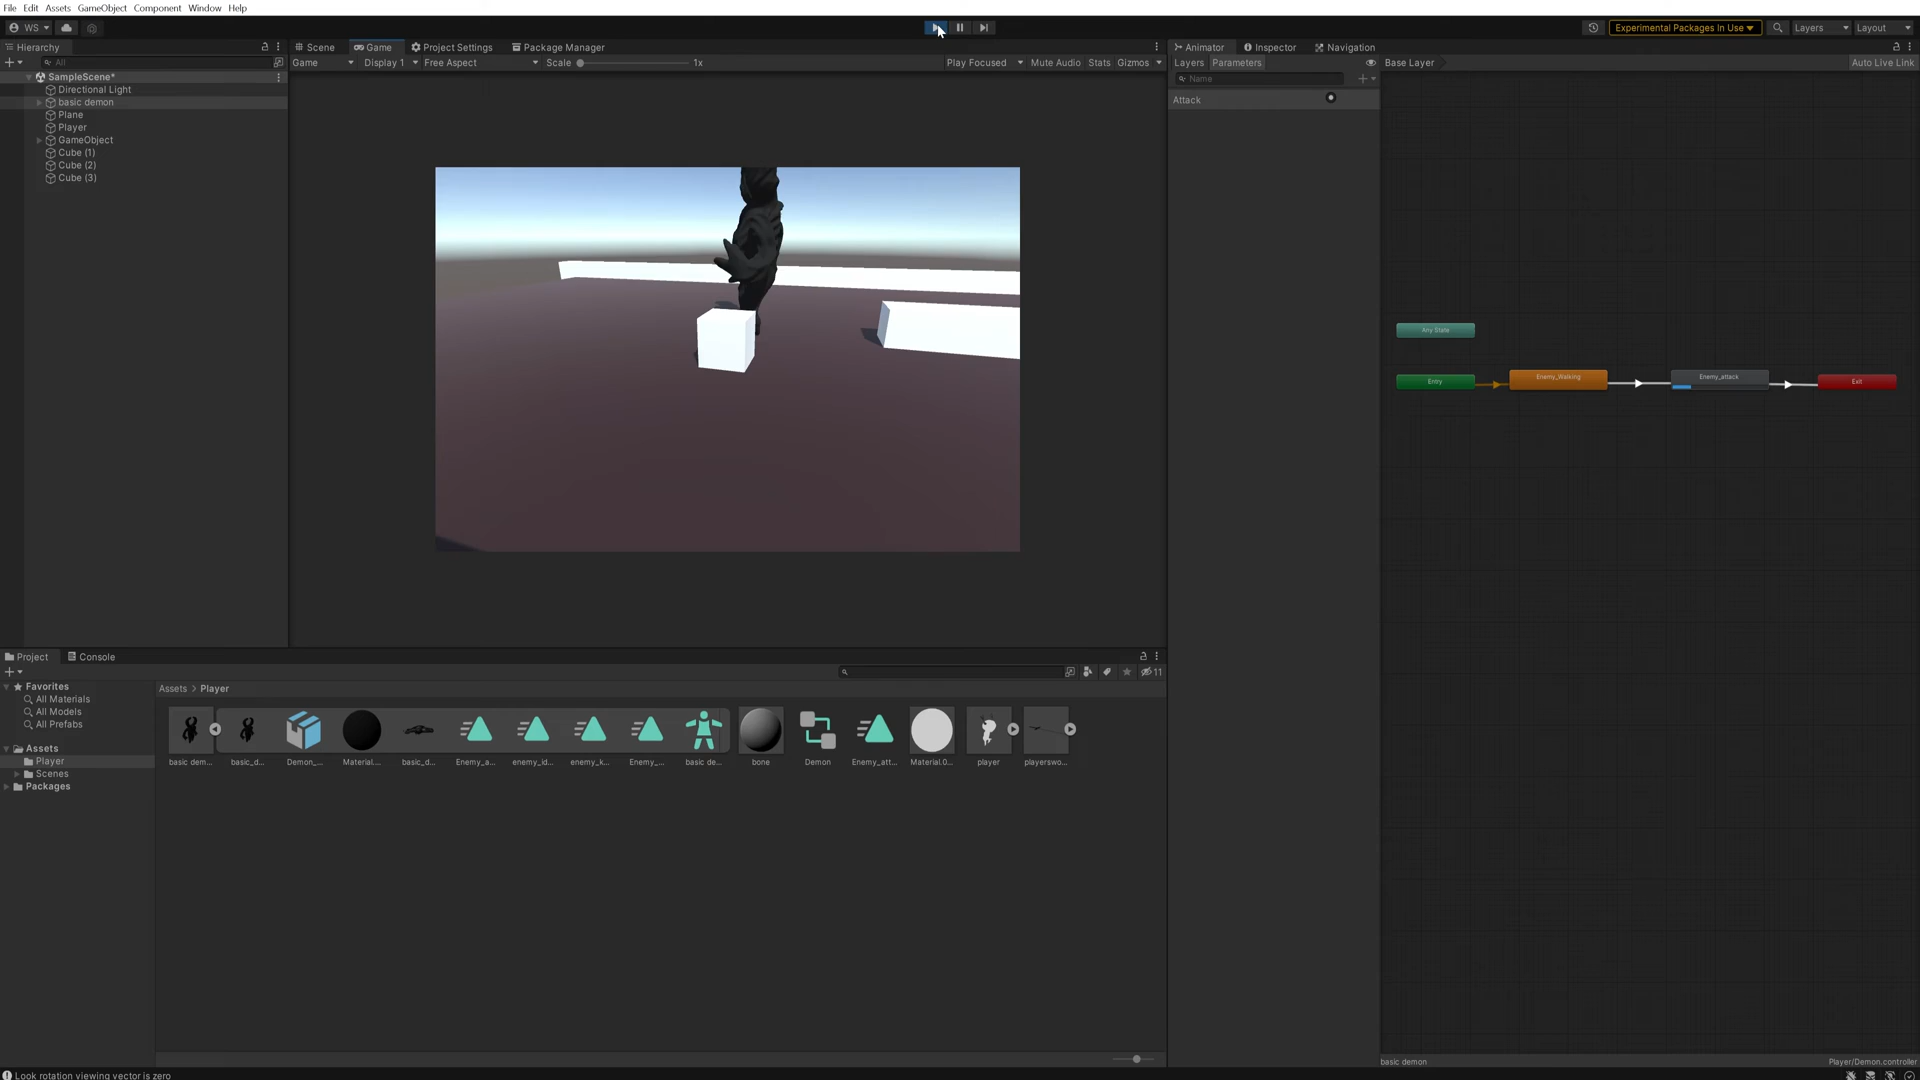 File Edit Assets GameObject Component Window Help
WS
Experimental Packages In Use
Layers
Layout
Hierarchy
Scene
Game
Project Settings
Package Manager
Animator
Inspector
Navigation
All
Game
Display 1
Free Aspect
Scale
1x
Play Focused
Mute Audio
Stats
Gizmos
Layers
Parameters
Base Layer
Auto Live Link
Name
Attack
SampleScene*
Directional Light
basic demon
Plane
Player
GameObject
Cube (1)
Cube (2)
Cube (3)
Any State
Entry
Enemy_Walking
Enemy_attack
Exit
Project
Console
11
Favorites
All Materials
All Models
All Prefabs
Assets
Player
Scenes
Packages
Assets > Player
basic dem...
basic_d...
Demon_...
Material....
basic_d...
Enemy_a...
enemy_id...
enemy_k...
Enemy_...
basic de...
bone
Demon
Enemy_att...
Material.0...
player
playerswo...
basic demon
Player/Demon.controller
Look rotation viewing vector is zero